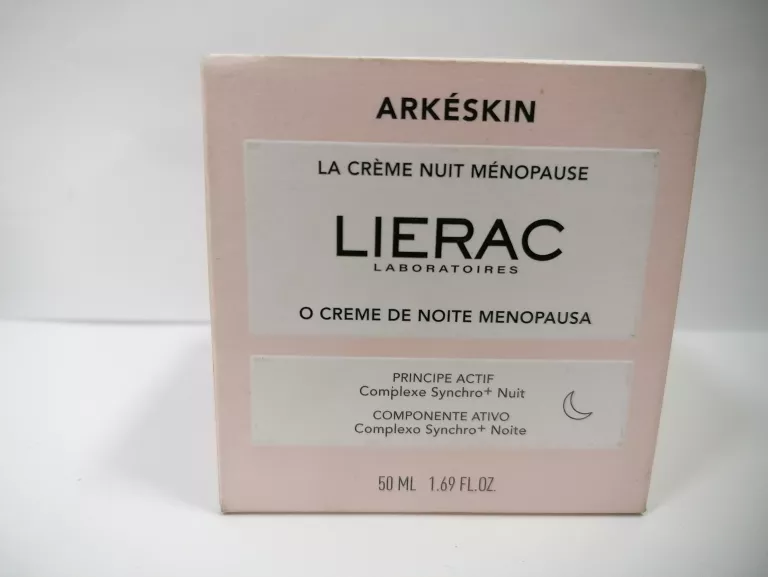 ARKÉSKIN
LA CRÈME NUIT MÉNOPAUSE
LIERAC
LABORATOIRES
O CREME DE NOITE MENOPAUSA
PRINCIPE ACTIF
Complexe Synchro+ Nuit
COMPONENTE ATIVO
Complexo Synchro+ Noite
50 ML 1.69 FL.OZ.